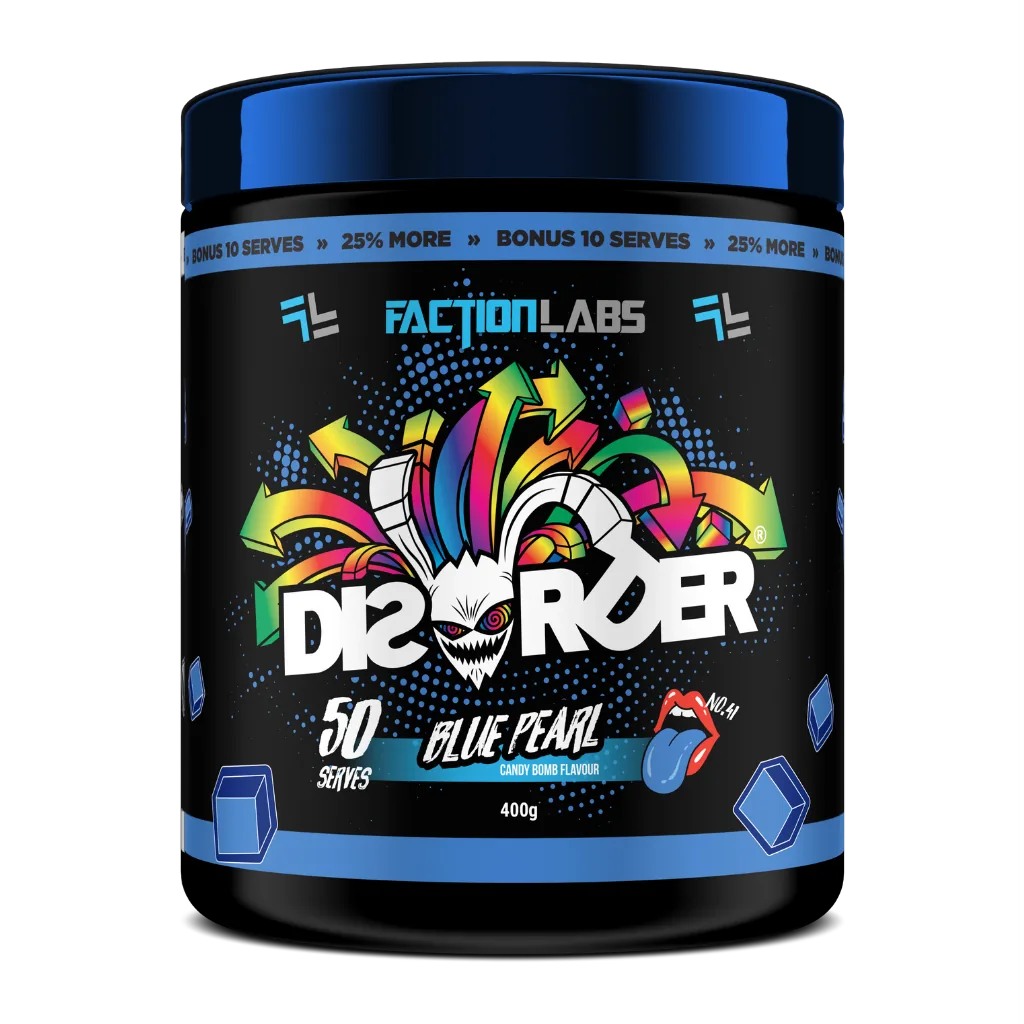 BONUS 10 SERVES » 25% MORE » BONUS 10 SERVES » 25% MORE » BONU
FACTIONLABS
DISORDER®
50
SERVES
BLUE PEARL
NO.41
CANDY BOMB FLAVOUR
400g